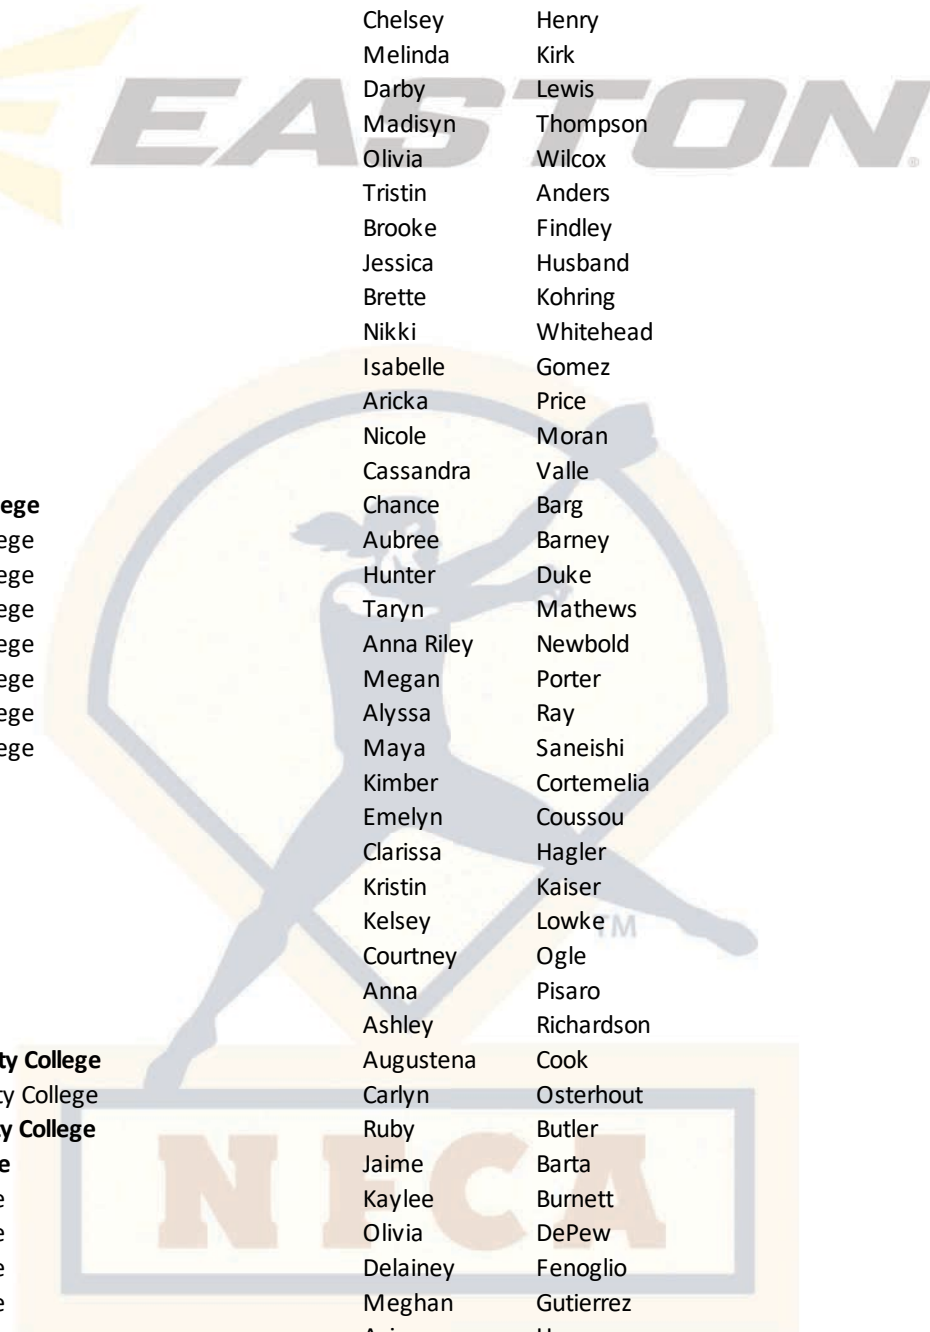 Chelsey Henry
Melinda Kirk
EASTON®
Darby Lewis
Madisyn Thompson
Olivia Wilcox
Tristin Anders
Brooke Findley
Jessica Husband
Brette Kohring
Nikki Whitehead
Isabelle Gomez
Aricka Price
Nicole Moran
Cassandra Valle
lege Chance Barg
ege Aubree Barney
ege Hunter Duke
ege Taryn Mathews
ege Anna Riley Newbold
ege Megan Porter
ege Alyssa Ray
ege Maya Saneishi
Kimber Cortemelia
Emelyn Coussou
Clarissa Hagler
Kristin Kaiser
Kelsey Lowke
TM
Courtney Ogle
Anna Pisaro
Ashley Richardson
ty College Augustena Cook
ty College Carlyn Osterhout
y College Ruby Butler
e Jaime Barta
e Kaylee Burnett
NFCA
e Olivia DePew
e Delainey Fenoglio
e Meghan Gutierrez